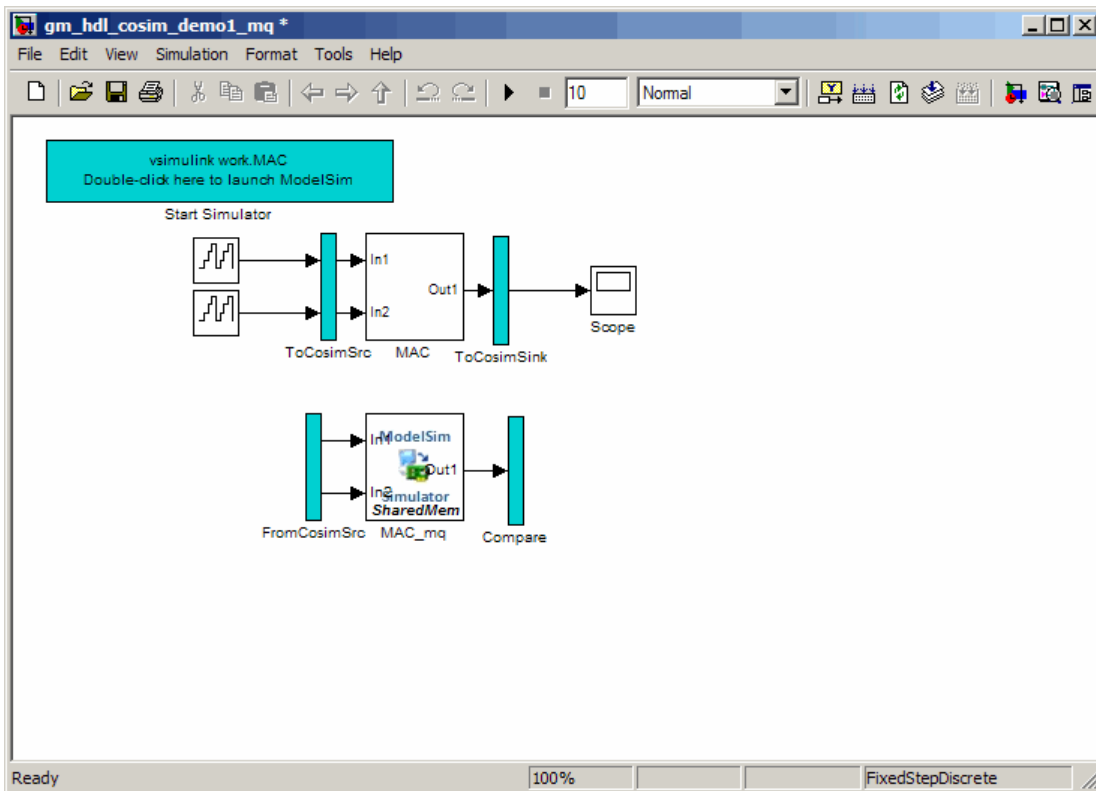 gm_hdl_cosim_demo1_mq *
File Edit View Simulation Format Tools Help
10 Normal
vsimulink work.MAC
Double-click here to launch ModelSim
Start Simulator
In1
Out1
In2
Scope
ToCosimSrc MAC ToCosimSink
In1 ModelSim
Out1
In2 Simulator
SharedMem
FromCosimSrc MAC_mq Compare
Ready 100% FixedStepDiscrete